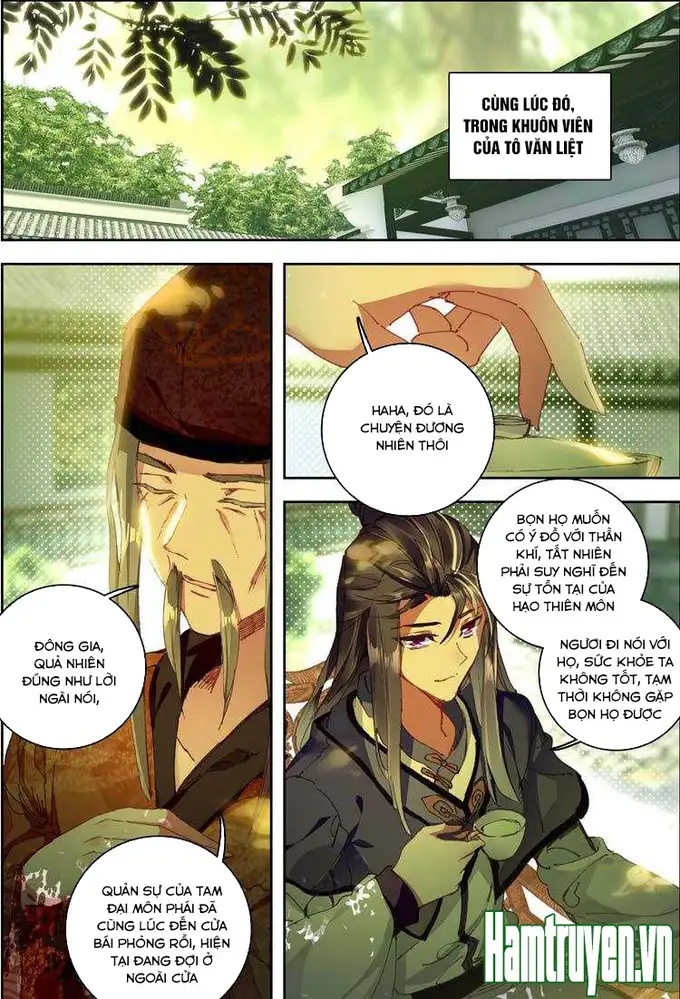 CÙNG LÚC ĐÓ,
TRONG KHUÔN VIÊN
CỦA TÔ VĂN LIỆT
ĐÔNG GIA,
QUẢ NHIÊN
ĐÚNG NHƯ LỜI
NGÀI NÓI,
QUẢN SỰ CỦA TAM
ĐẠI MÔN PHÁI ĐÃ
CÙNG LÚC ĐẾN CỬA
BÁI PHỎNG RỒI, HIỆN
TẠI ĐANG ĐỢI Ở
NGOÀI CỬA
HAHA, ĐÓ LÀ
CHUYỆN ĐƯƠNG
NHIÊN THÔI
BỌN HỌ MUỐN
CÓ Ý ĐỒ VỚI THẦN
KHÍ, TẤT NHIÊN
PHẢI SUY NGHĨ ĐẾN
SỰ TỒN TẠI CỦA
HẠO THIÊN MÔN
NGƯƠI ĐI NÓI VỚI
HỌ, SỨC KHỎE TA
KHÔNG TỐT, TẠM
THỜI KHÔNG GẶP
BỌN HỌ ĐƯỢC
Hamtruyen.vn